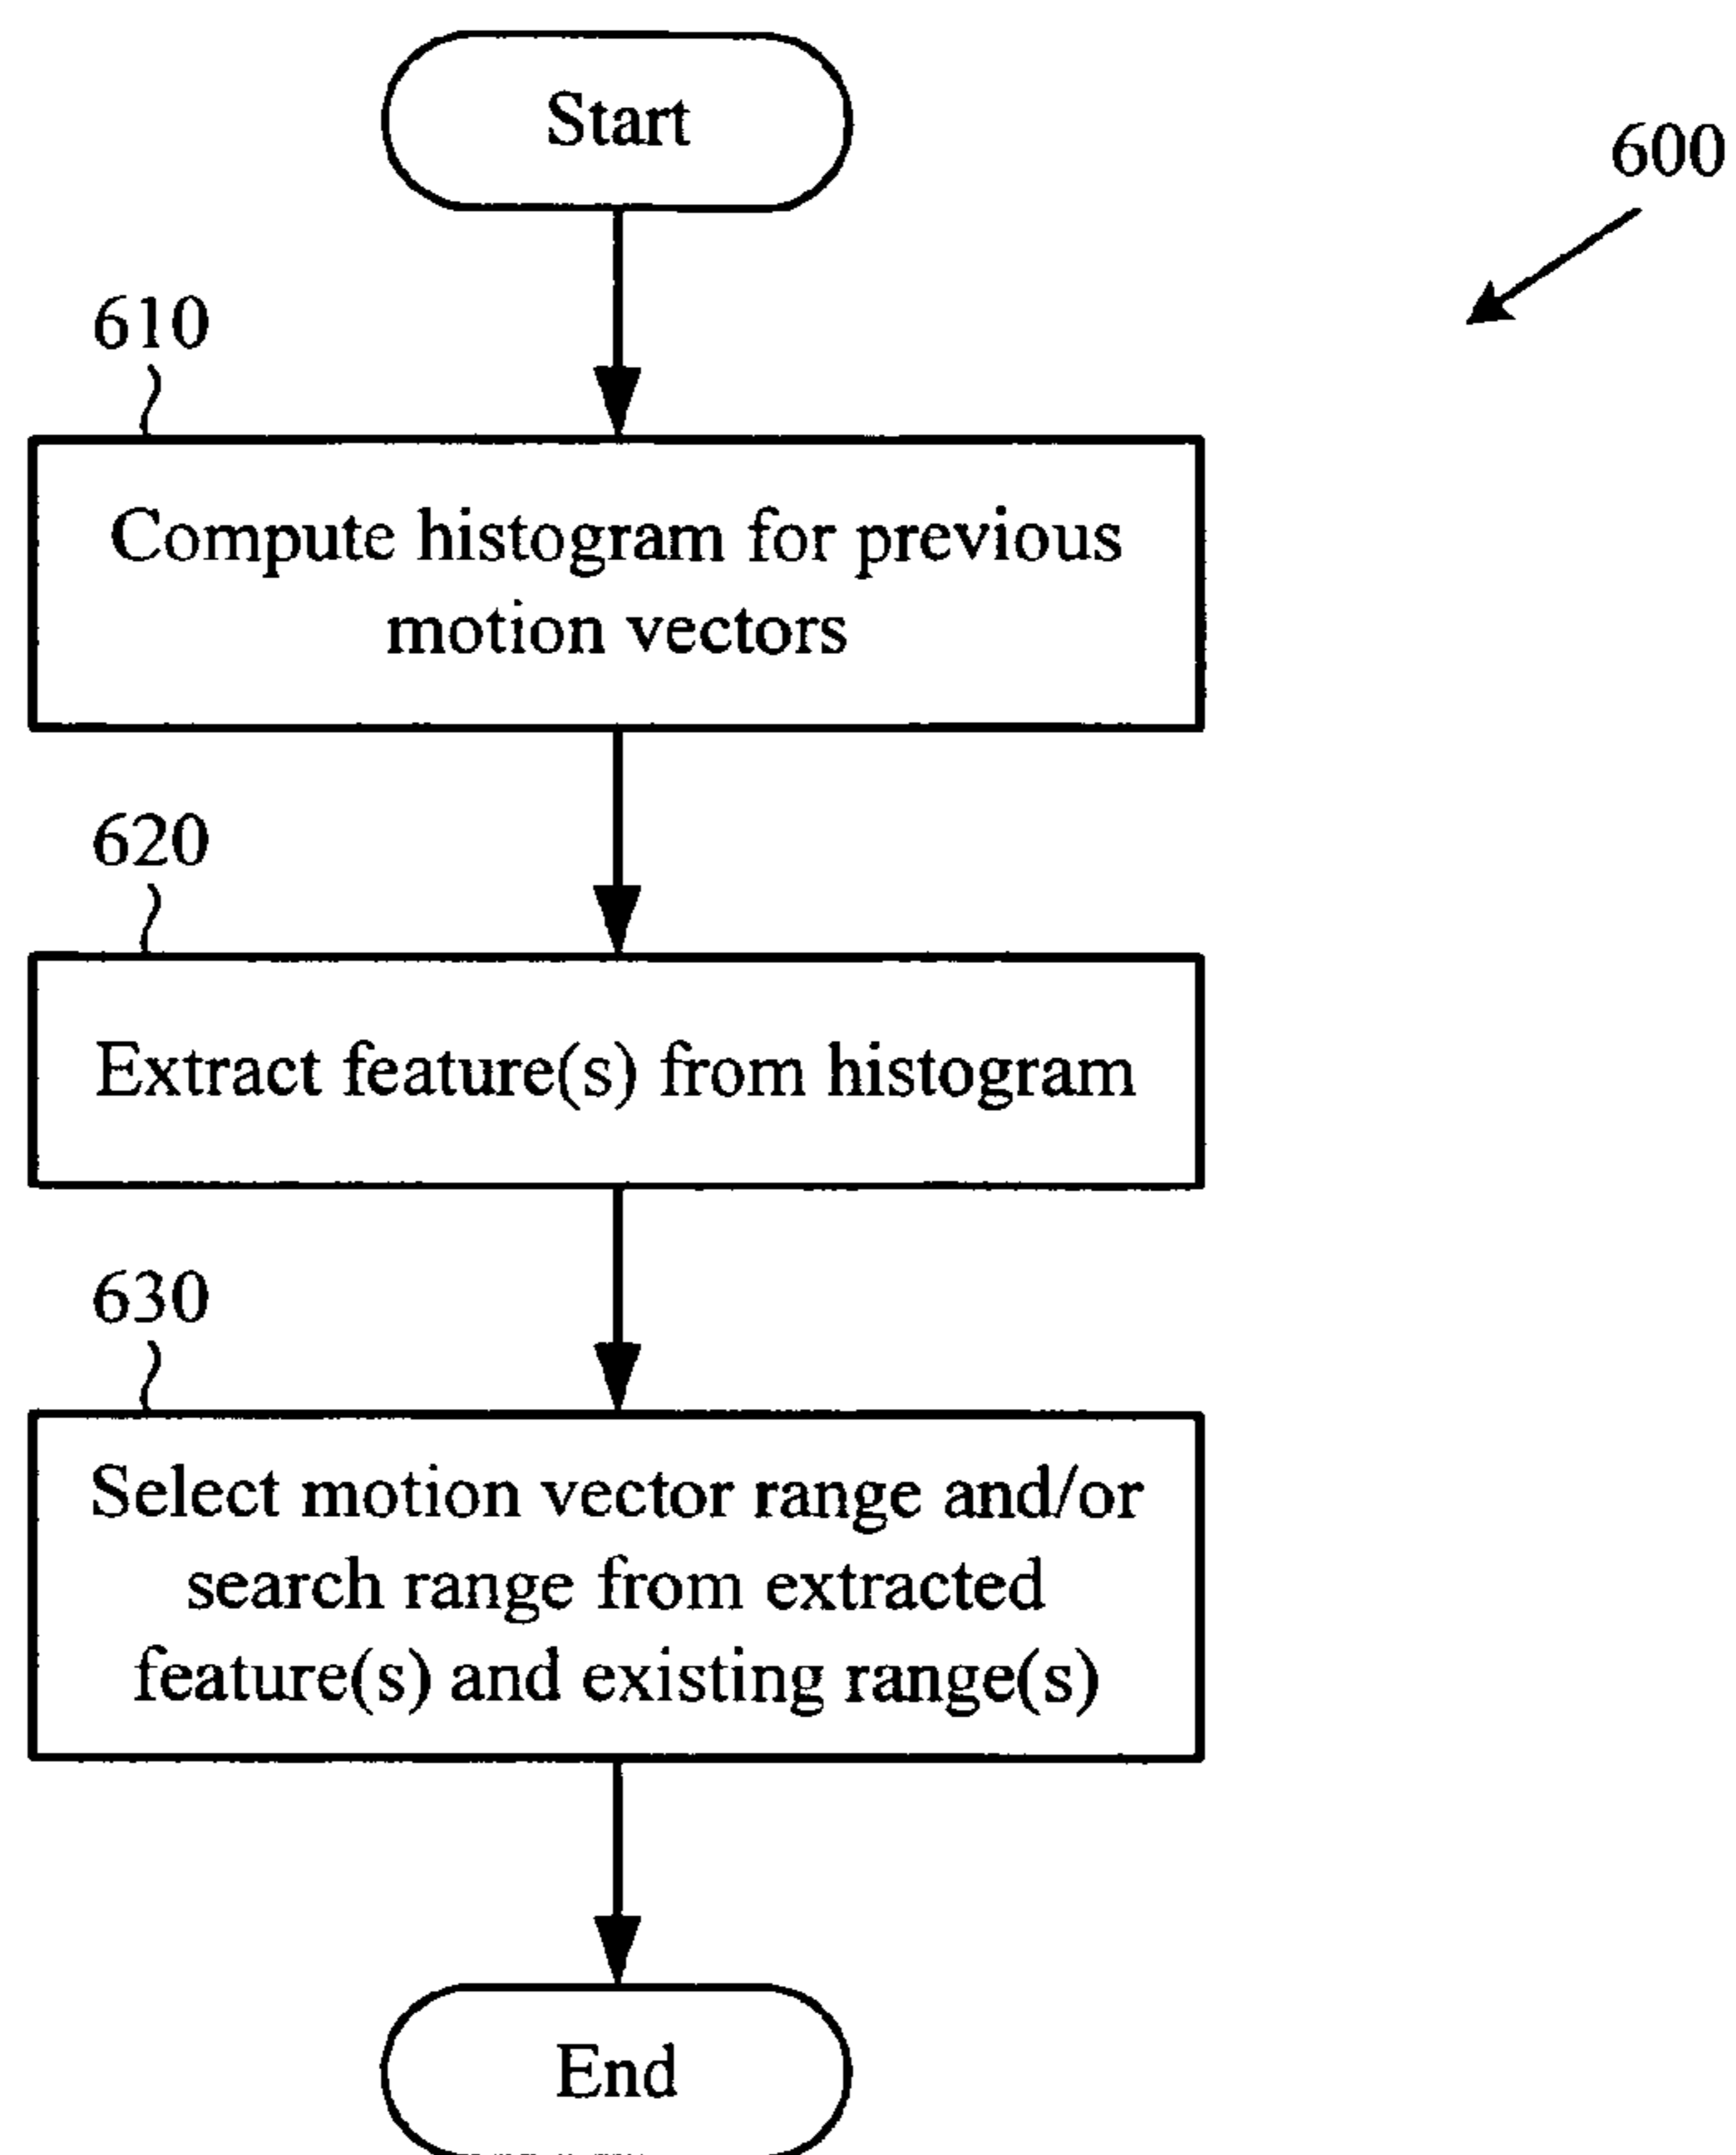 Start
600
610
Compute histogram for previous
motion vectors
620
Extract feature(s) from histogram
630
Select motion vector range and/or
search range from extracted
feature(s) and existing range(s)
End